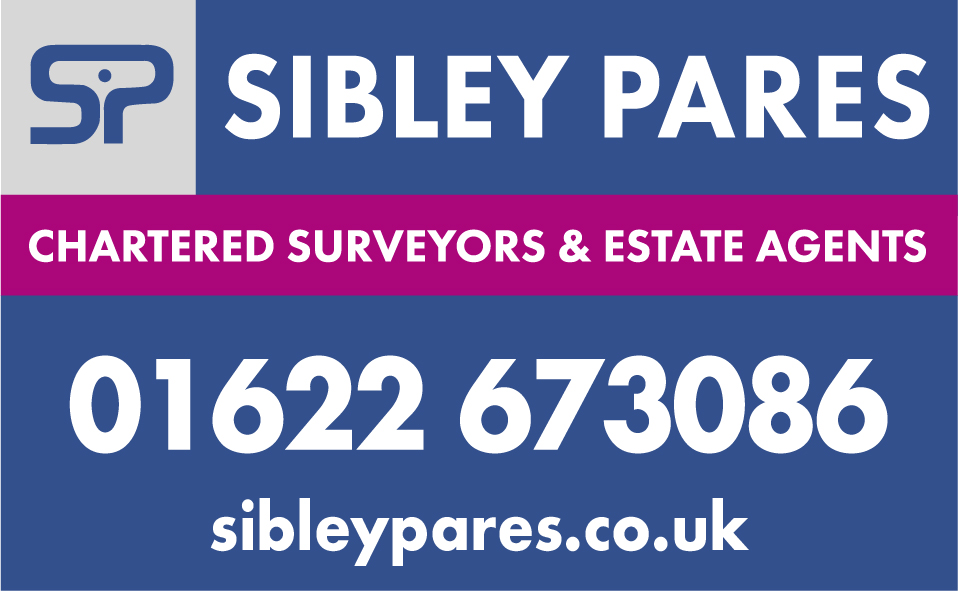 SP
SIBLEY PARES
CHARTERED SURVEYORS & ESTATE AGENTS
01622 673086
sibleypares.co.uk